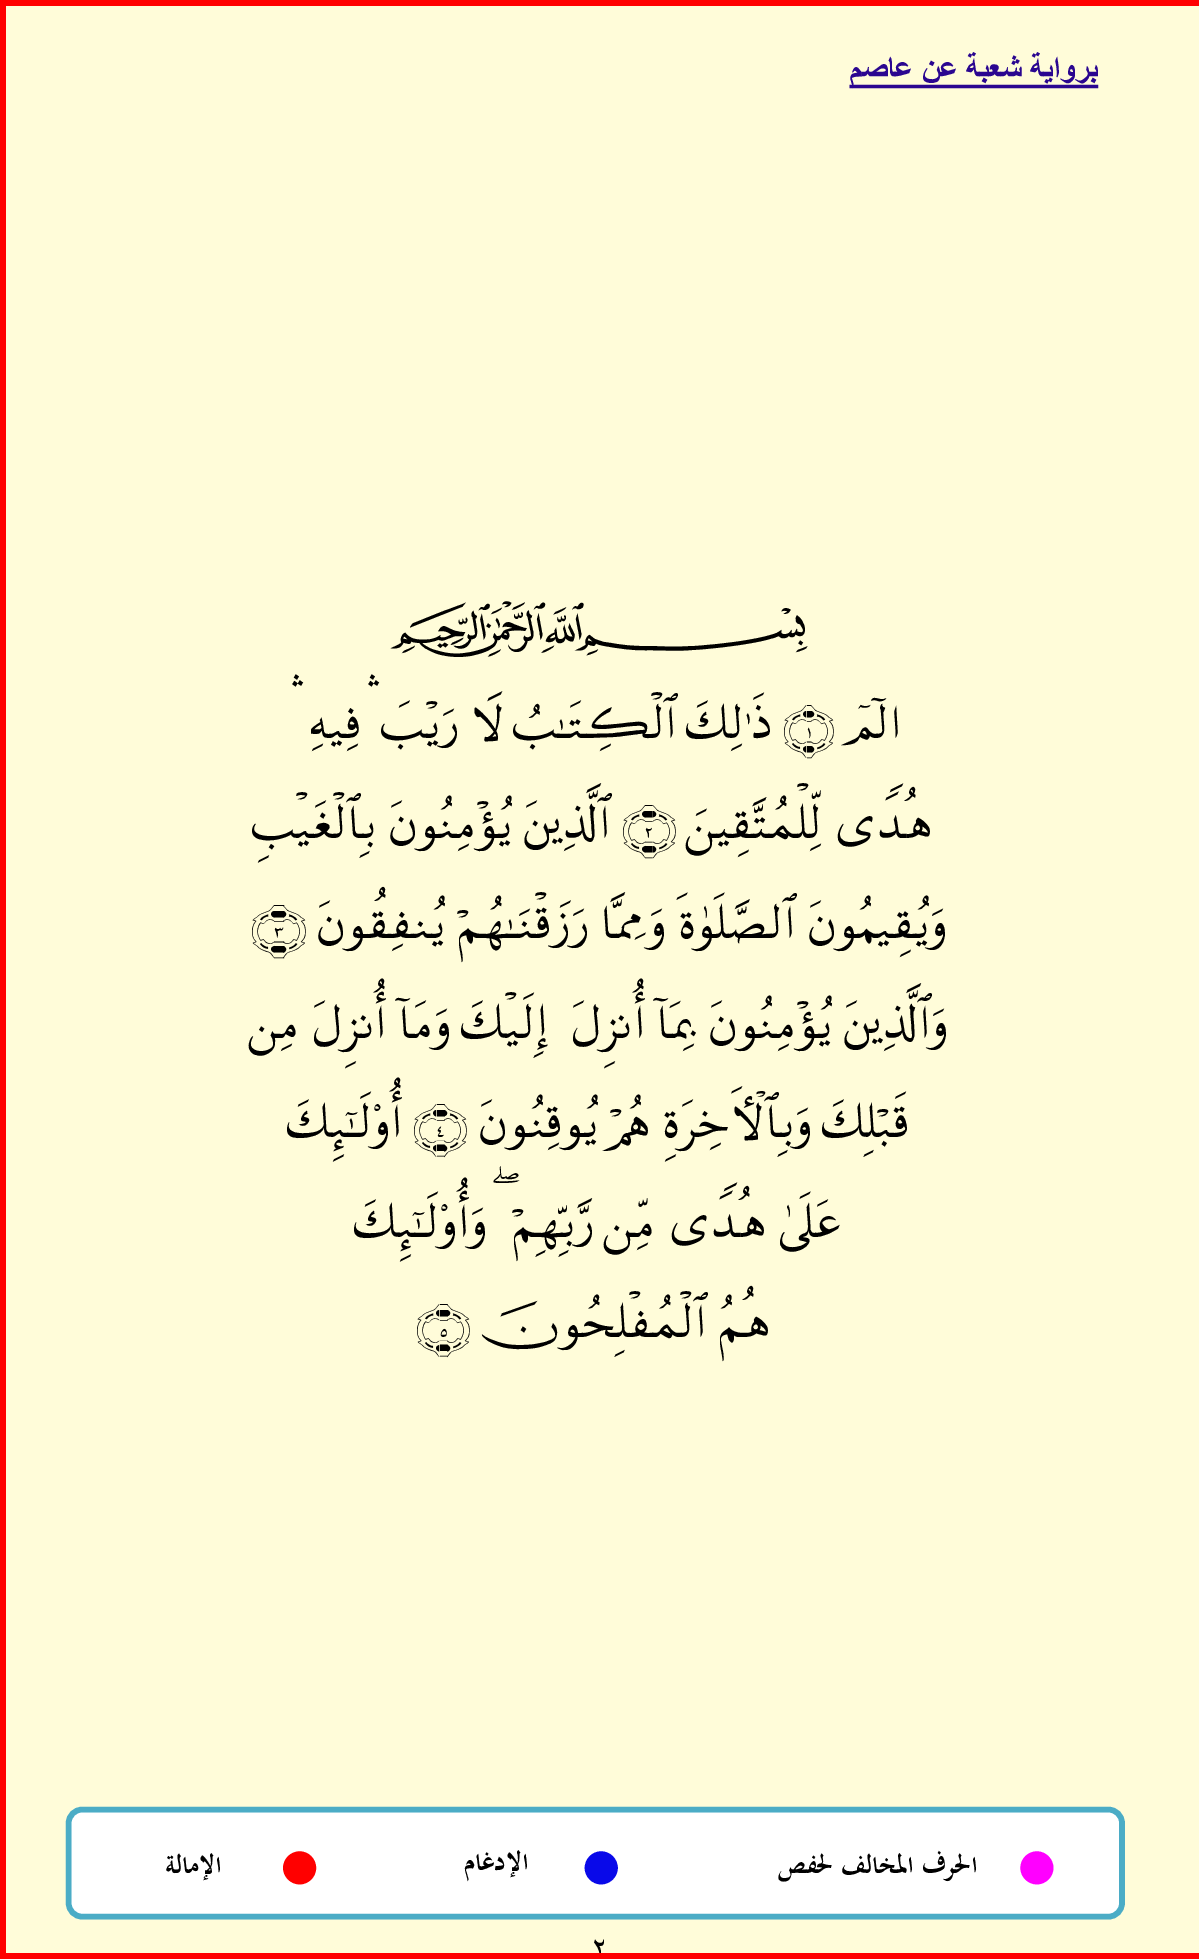 برواية شعبة عن عاصم
بِسۡمِ ٱللَّهِ ٱلرَّحۡمَٰنِ ٱلرَّحِيمِ
الٓمٓ ١ ذَٰلِكَ ٱلۡكِتَٰبُ لَا رَيۡبَۛ فِيهِۛ
هُدٗى لِّلۡمُتَّقِينَ ٢ ٱلَّذِينَ يُؤۡمِنُونَ بِٱلۡغَيۡبِ
وَيُقِيمُونَ ٱلصَّلَوٰةَ وَمِمَّا رَزَقۡنَٰهُمۡ يُنفِقُونَ ٣
وَٱلَّذِينَ يُؤۡمِنُونَ بِمَآ أُنزِلَ إِلَيۡكَ وَمَآ أُنزِلَ مِن
قَبۡلِكَ وَبِٱلۡأٓخِرَةِ هُمۡ يُوقِنُونَ ٤ أُوْلَٰٓئِكَ
عَلَىٰ هُدٗى مِّن رَّبِّهِمۡۖ وَأُوْلَٰٓئِكَ
هُمُ ٱلۡمُفۡلِحُونَ ٥
الحرف المخالف لحفص الإدغام الإمالة
٢